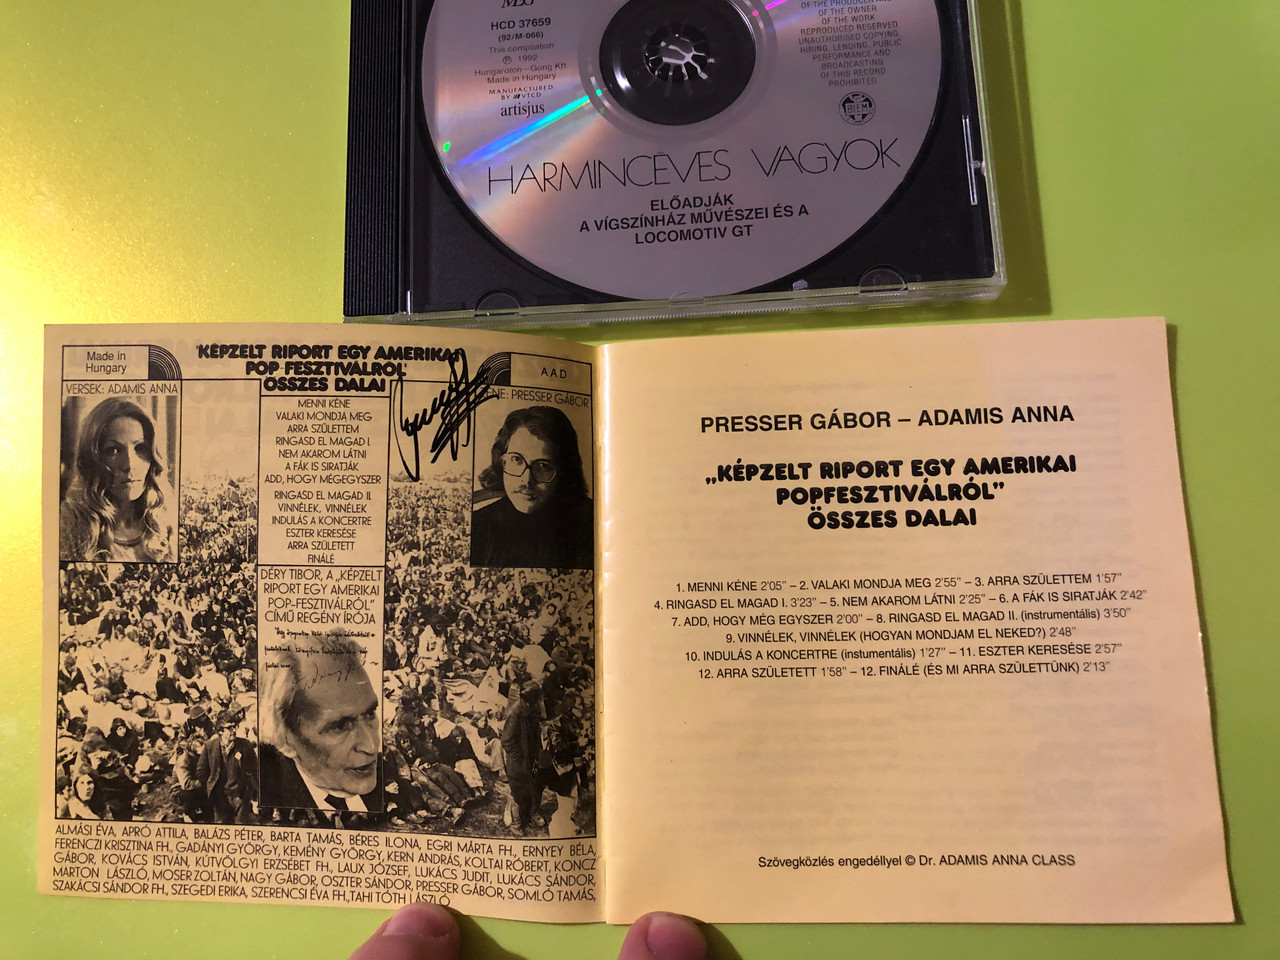 HCD 37659
(92/M-066)
This compilation
℗ 1992
Hungaroton—Gong Kft
Made in Hungary
MANUFACTURED
BY VTCD
artisjus
OF THE PRODUCER AND
OF THE OWNER
OF THE WORK
REPRODUCED RESERVED
UNAUTHORISED COPYING,
HIRING, LENDING, PUBLIC
PERFORMANCE AND
BROADCASTING
OF THIS RECORD
PROHIBITED
BIEM
HARMINCÉVES VAGYOK
ELŐADJÁK
A VÍGSZÍNHÁZ MŰVÉSZEI ÉS A
LOCOMOTIV GT
Made in
Hungary
'KÉPZELT RIPORT EGY AMERIKAI
POP-FESZTIVÁLRÓL'
ÖSSZES DALAI
AAD
VERSEK: ADAMIS ANNA
PRESSER GÁBOR
MENNI KÉNE
VALAKI MONDJA MEG
ARRA SZÜLETTEM
RINGASD EL MAGAD I.
NEM AKAROM LÁTNI
A FÁK IS SIRATJÁK
ADD, HOGY MÉGEGYSZER
RINGASD EL MAGAD II.
VINNÉLEK, VINNÉLEK
INDULÁS A KONCERTRE
ESZTER KERESÉSE
ARRA SZÜLETETT
FINÁLÉ
DÉRY TIBOR, A „KÉPZELT
RIPORT EGY AMERIKAI
POP-FESZTIVÁLRÓL”
CÍMŰ REGÉNY ÍRÓJA
ALMÁSI ÉVA, APRÓ ATTILA, BALÁZS PÉTER, BARTA TAMÁS, BÉRES ILONA, EGRI MÁRTA FH., ERNYEY BÉLA,
FERENCZI KRISZTINA FH., GADÁNYI GYÖRGY, KEMÉNY GYÖRGY, KERN ANDRÁS, KOLTAI RÓBERT, KONCZ
GÁBOR, KOVÁCS ISTVÁN, KÚTVÖLGYI ERZSÉBET FH., LAUX JÓZSEF, LUKÁCS JUDIT, LUKÁCS SÁNDOR,
MARTON LÁSZLÓ, MOSER ZOLTÁN, NAGY GÁBOR, OSZTER SÁNDOR, PRESSER GÁBOR, SOMLÓ TAMÁS,
SZAKÁCSI SÁNDOR FH., SZEGEDI ERIKA, SZERENCSI ÉVA FH., TAHI TÓTH LÁSZLÓ
PRESSER GÁBOR – ADAMIS ANNA
„KÉPZELT RIPORT EGY AMERIKAI
POPFESZTIVÁLRÓL”
ÖSSZES DALAI
1. MENNI KÉNE 2'05" – 2. VALAKI MONDJA MEG 2'55" – 3. ARRA SZÜLETTEM 1'57"
4. RINGASD EL MAGAD I. 3'23" – 5. NEM AKAROM LÁTNI 2'25" – 6. A FÁK IS SIRATJÁK 2'42"
7. ADD, HOGY MÉG EGYSZER 2'00" – 8. RINGASD EL MAGAD II. (instrumentális) 3'50"
9. VINNÉLEK, VINNÉLEK (HOGYAN MONDJAM EL NEKED?) 2'48"
10. INDULÁS A KONCERTRE (instrumentális) 1'27" – 11. ESZTER KERESÉSE 2'57"
12. ARRA SZÜLETETT 1'58" – 12. FINÁLÉ (ÉS MI ARRA SZÜLETTÜNK) 2'13"
Szövegközlés engedéllyel © Dr. ADAMIS ANNA CLASS